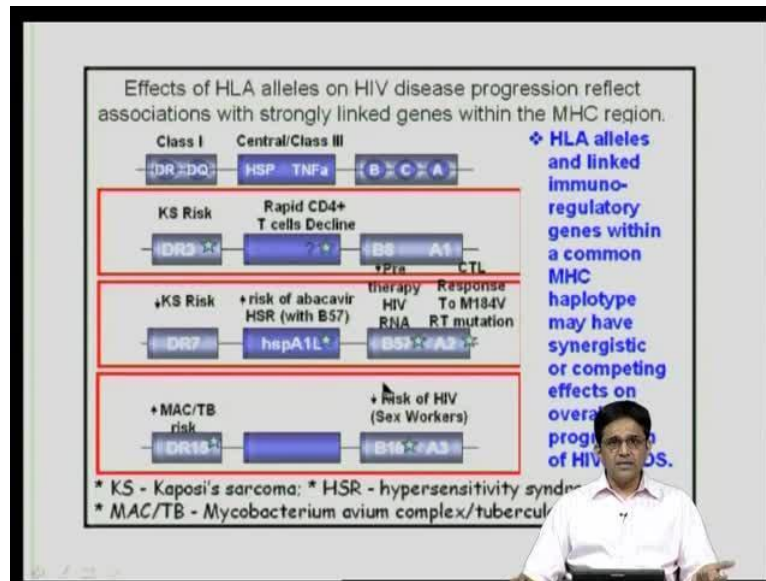 Effects of HLA alleles on HIV disease progression reflect
associations with strongly linked genes within the MHC region.
Class I Central/Class III
DR DQ HSP TNFa B C A
KS Risk
Rapid CD4+
T cells Decline
DR3 ? B8 A1
↓KS Risk
↑risk of abacavir
HSR (with B57)
Pre
therapy
HIV
RNA
CTL
Response
To M184V
RT mutation
DR7 hspA1L B57 A2
MAC/TB
risk
Risk of HIV
(Sex Workers)
DR15 B18 A3
❖ HLA alleles
and linked
immuno-
regulatory
genes within
a common
MHC
haplotype
may have
synergistic
or competing
effects on
of HIV
* KS - Kaposi's sarcoma; * HSR - hypersensitivity
* MAC/TB - Mycobacterium avium complex/